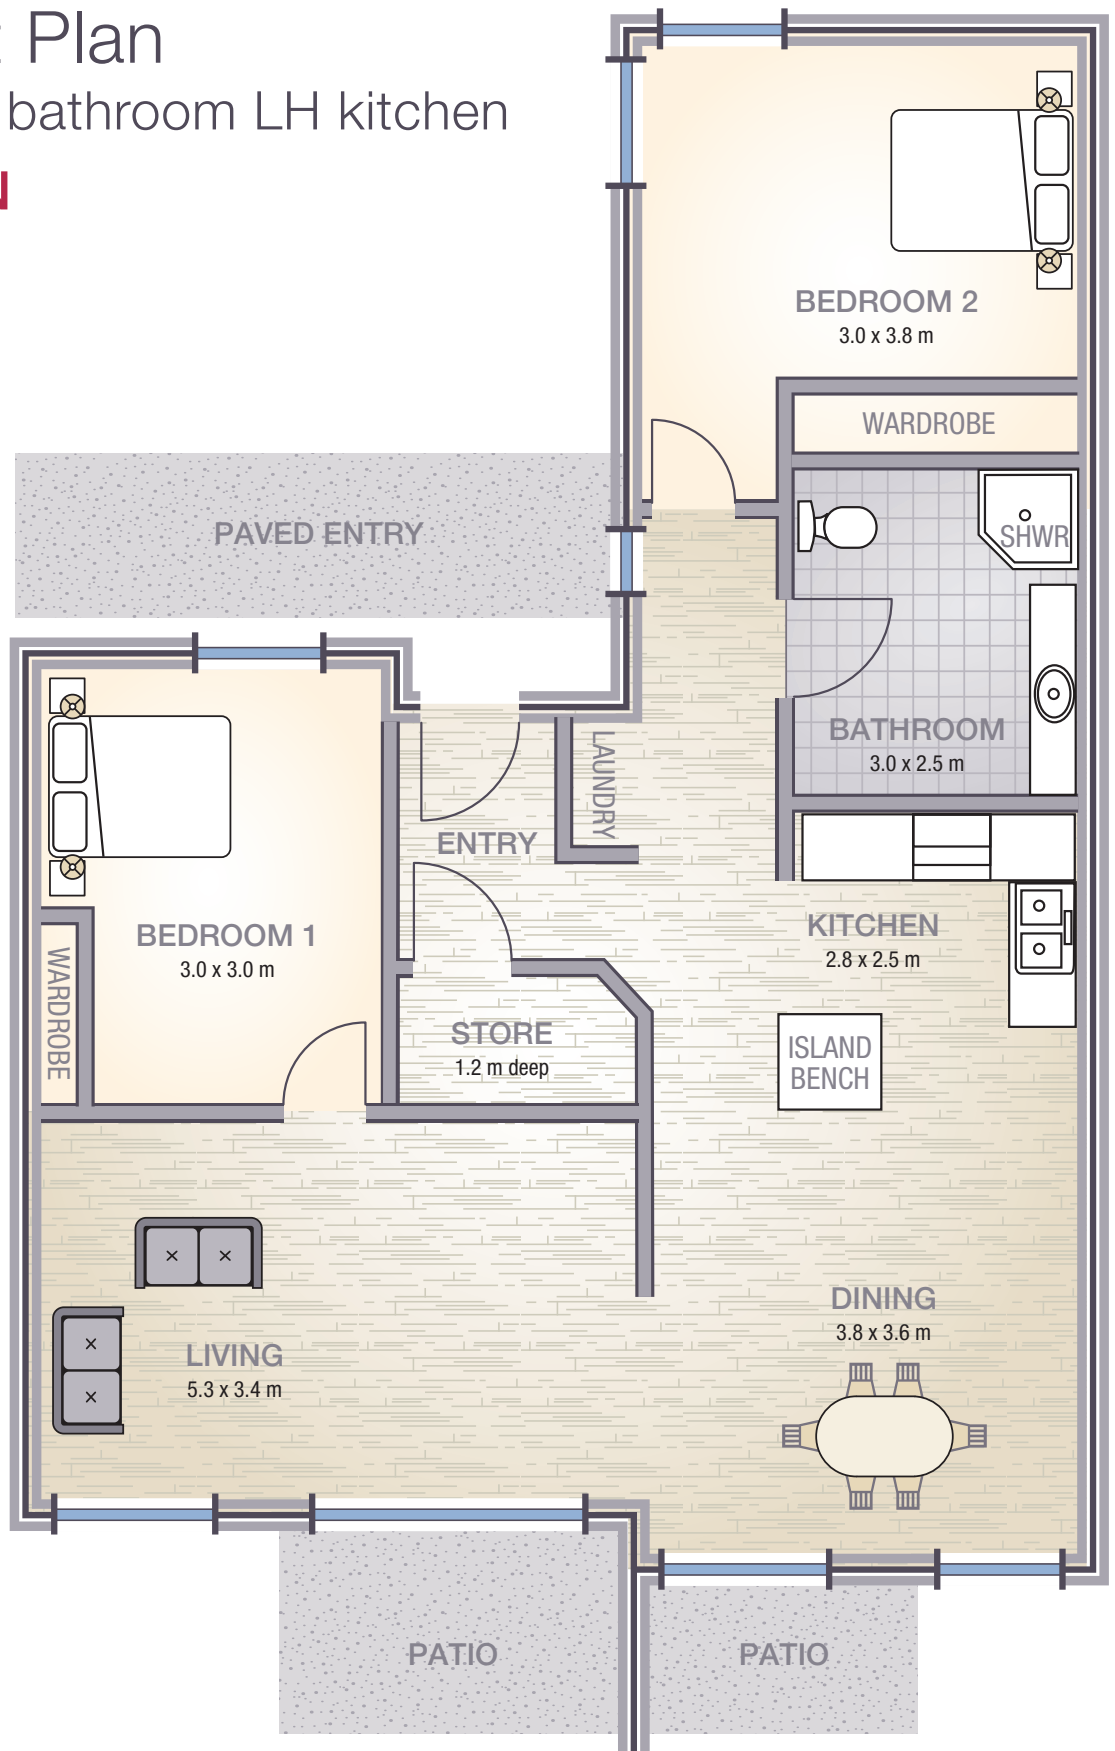 Plan
bathroom LH kitchen
BEDROOM 2
3.0 x 3.8 m
WARDROBE
PAVED ENTRY
SHWR
BATHROOM
3.0 x 2.5 m
LAUNDRY
ENTRY
KITCHEN
2.8 x 2.5 m
BEDROOM 1
3.0 x 3.0 m
WARDROBE
STORE
1.2 m deep
ISLAND
BENCH
DINING
3.8 x 3.6 m
LIVING
5.3 x 3.4 m
PATIO
PATIO